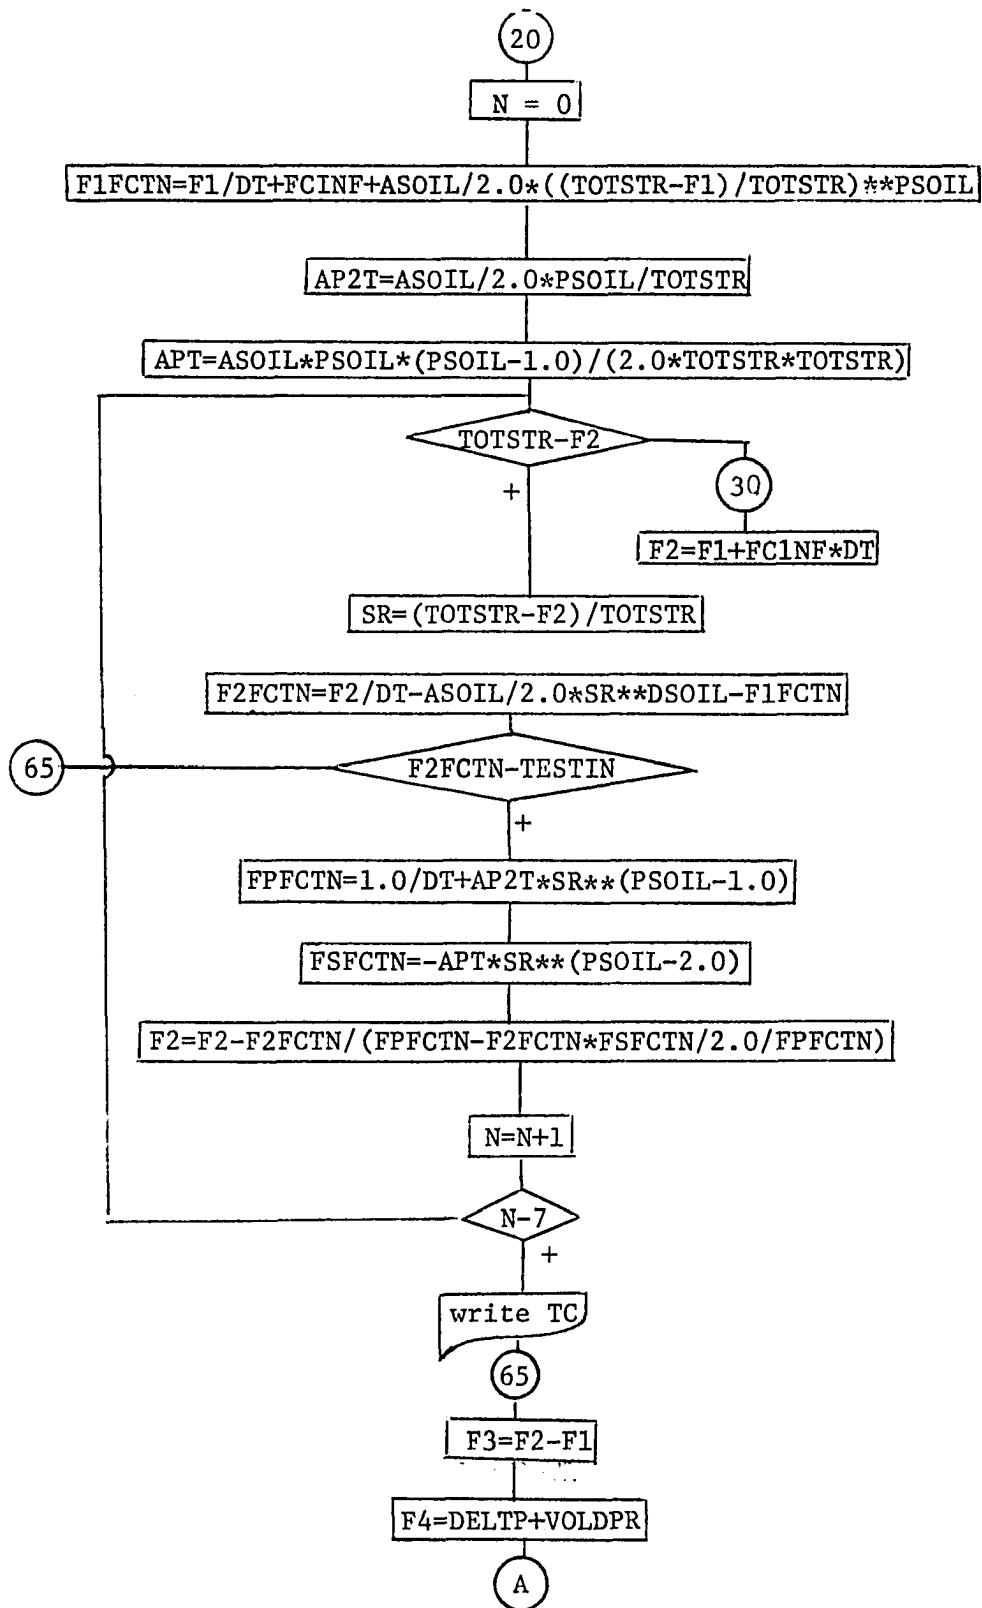 20
N = 0
F1FCTN=F1/DT+FCINF+ASOIL/2.0*((TOTSTR-F1)/TOTSTR)**PSOIL
AP2T=ASOIL/2.0*PSOIL/TOTSTR
APT=ASOIL*PSOIL*(PSOIL-1.0)/(2.0*TOTSTR*TOTSTR)
TOTSTR-F2
+
30
F2=F1+FC1NF*DT
SR=(TOTSTR-F2)/TOTSTR
F2FCTN=F2/DT-ASOIL/2.0*SR**DSOIL-F1FCTN
65
F2FCTN-TESTIN
+
FPFCTN=1.0/DT+AP2T*SR**(PSOIL-1.0)
FSFCTN=-APT*SR**(PSOIL-2.0)
F2=F2-F2FCTN/(FPFCTN-F2FCTN*FSFCTN/2.0/FPFCTN)
N=N+1
N-7
+
write TC
65
F3=F2-F1
F4=DELTP+VOLDPR
A